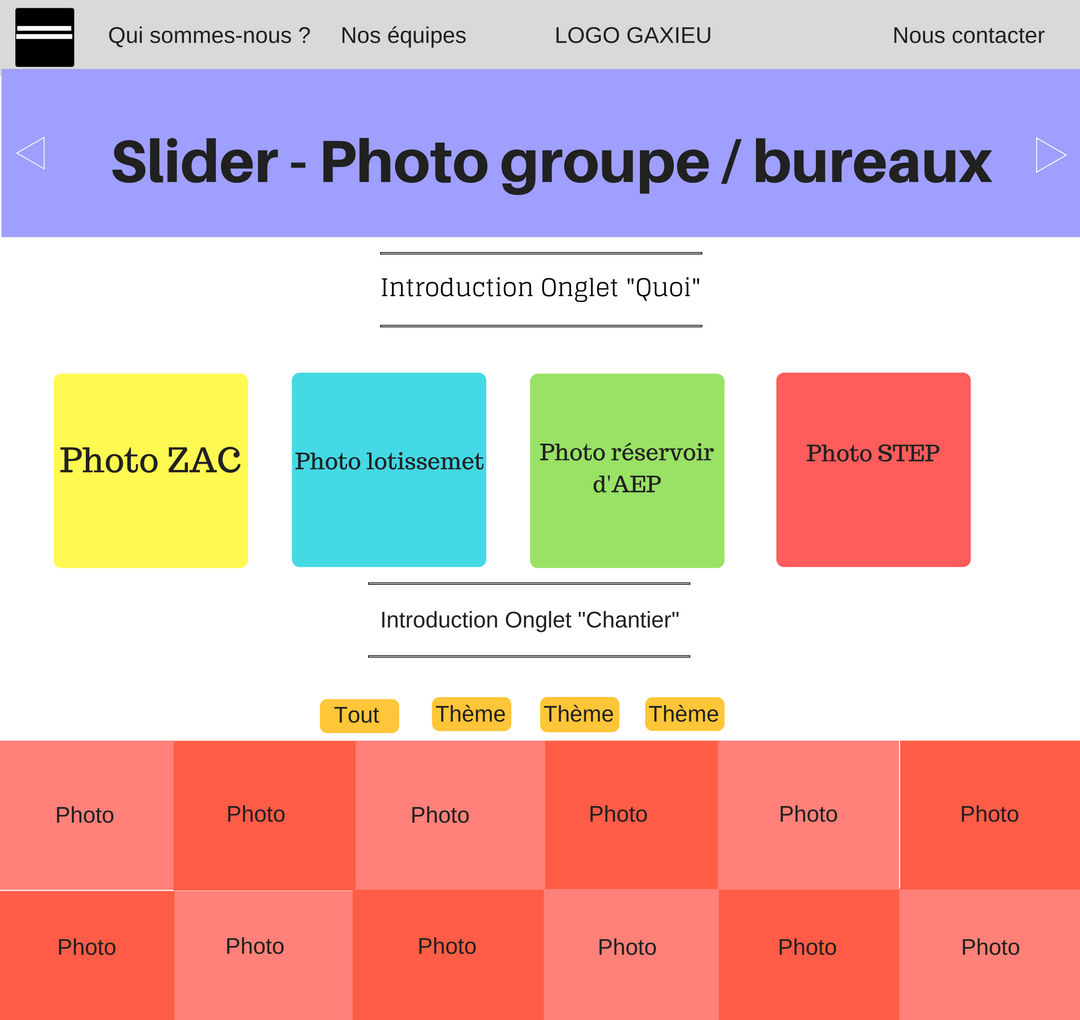 Qui sommes-nous ? Nos équipes LOGO GAXIEU Nous contacter
Slider - Photo groupe / bureaux
Introduction Onglet "Quoi"
Photo ZAC
Photo lotissemet
Photo réservoir
d'AEP
Photo STEP
Introduction Onglet "Chantier"
Tout Thème Thème Thème
Photo Photo Photo Photo Photo Photo
Photo Photo Photo Photo Photo Photo